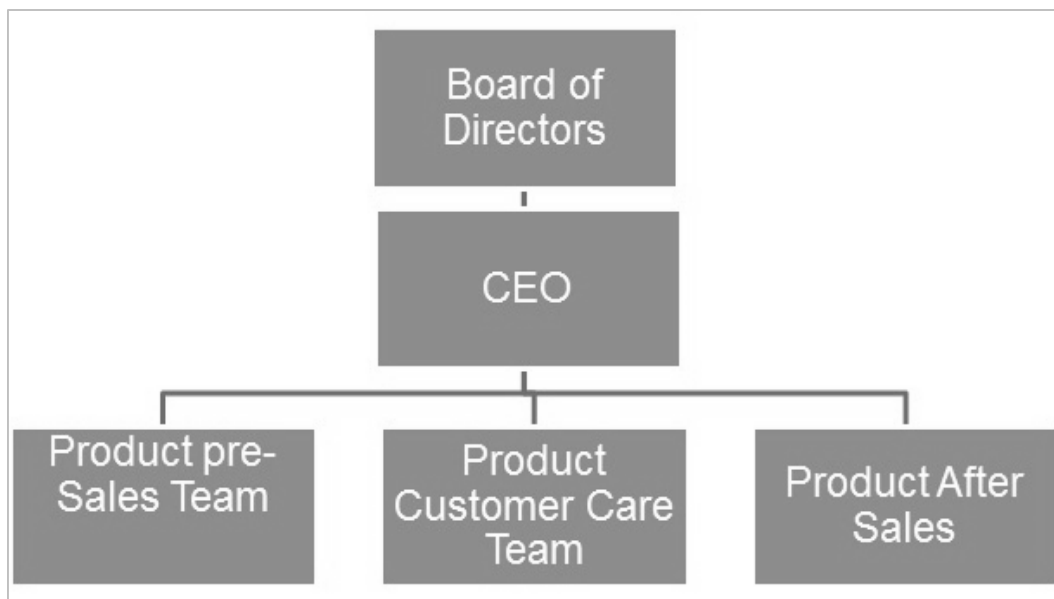 Board of
Directors
CEO
Product pre-
Sales Team
Product
Customer Care
Team
Product After
Sales